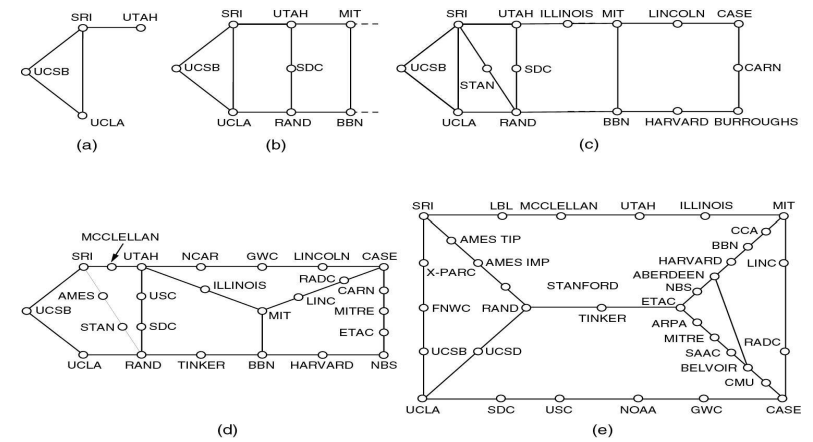 SRI UTAH
UCSB
UCLA
(a)
SRI UTAH MIT
UCSB SDC
UCLA RAND BBN
(b)
SRI UTAH ILLINOIS MIT LINCOLN CASE
UCSB SDC CARN
STAN
UCLA RAND BBN HARVARD BURROUGHS
(c)
MCCLELLAN
SRI UTAH NCAR GWC LINCOLN CASE
RADC
ILLINOIS CARN
AMES USC LINC
UCSB MIT MITRE
STAN SDC ETAC
UCLA RAND TINKER BBN HARVARD NBS
(d)
SRI LBL MCCLELLAN UTAH ILLINOIS MIT
CCA
AMES TIP BBN
X-PARC AMES IMP HARVARD LINC
ABERDEEN
STANFORD NBS
FNWC RAND ETAC
TINKER ARPA
MITRE
UCSB UCSD SAAC RADC
BELVOIR
CMU
UCLA SDC USC NOAA GWC CASE
(e)